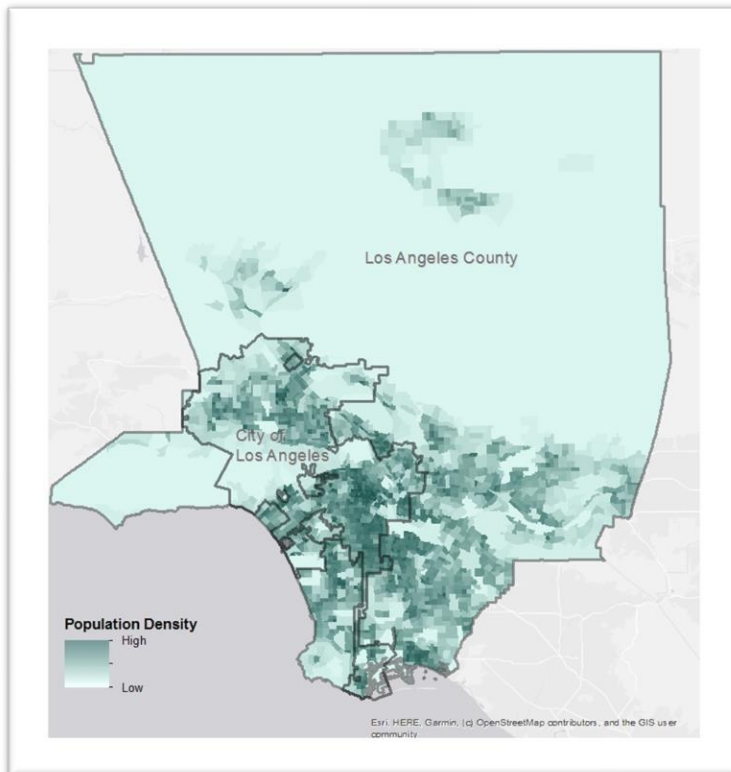 Los Angeles County
City of
Los Angeles
Population Density
High
Low
Esri, HERE, Garmin, (c) OpenStreetMap contributors, and the GIS user
community